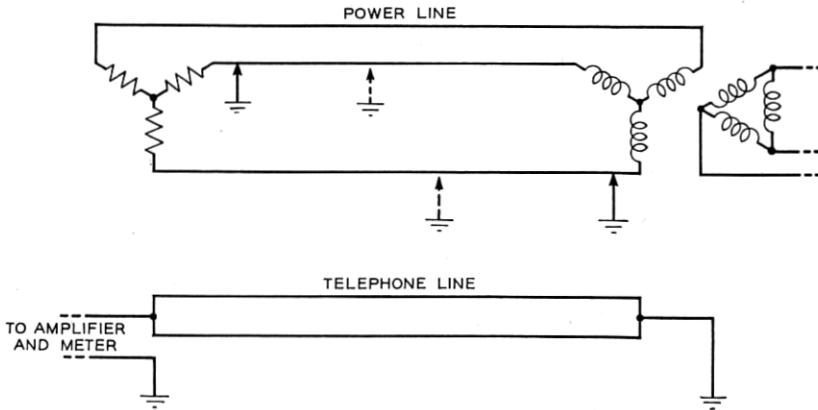 POWER LINE
TELEPHONE LINE
TO AMPLIFIER
AND METER